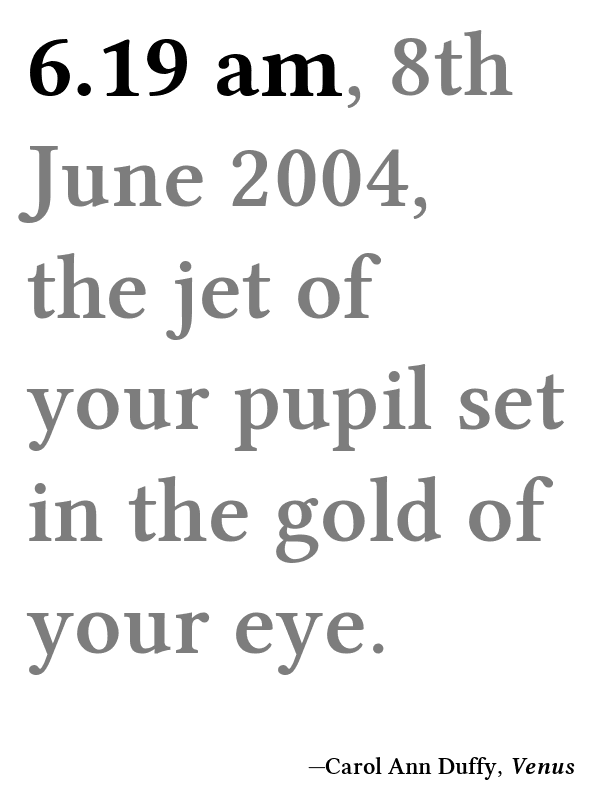 6.19 am, 8th
June 2004,
the jet of
your pupil set
in the gold of
your eye.
—Carol Ann Duffy, Venus